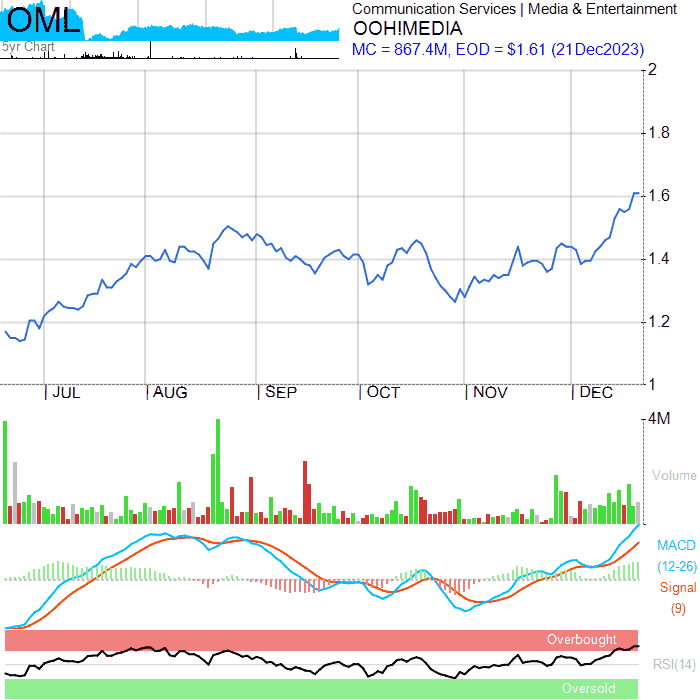 OML
5yr Chart
Communication Services | Media & Entertainment
OOH!MEDIA
MC = 867.4M, EOD = $1.61 (21Dec2023)
2
1.8
1.6
1.4
1.2
1
JUL AUG SEP OCT NOV DEC
4M
Volume
MACD
(12-26)
Signal
(9)
Overbought
RSI(14)
Oversold